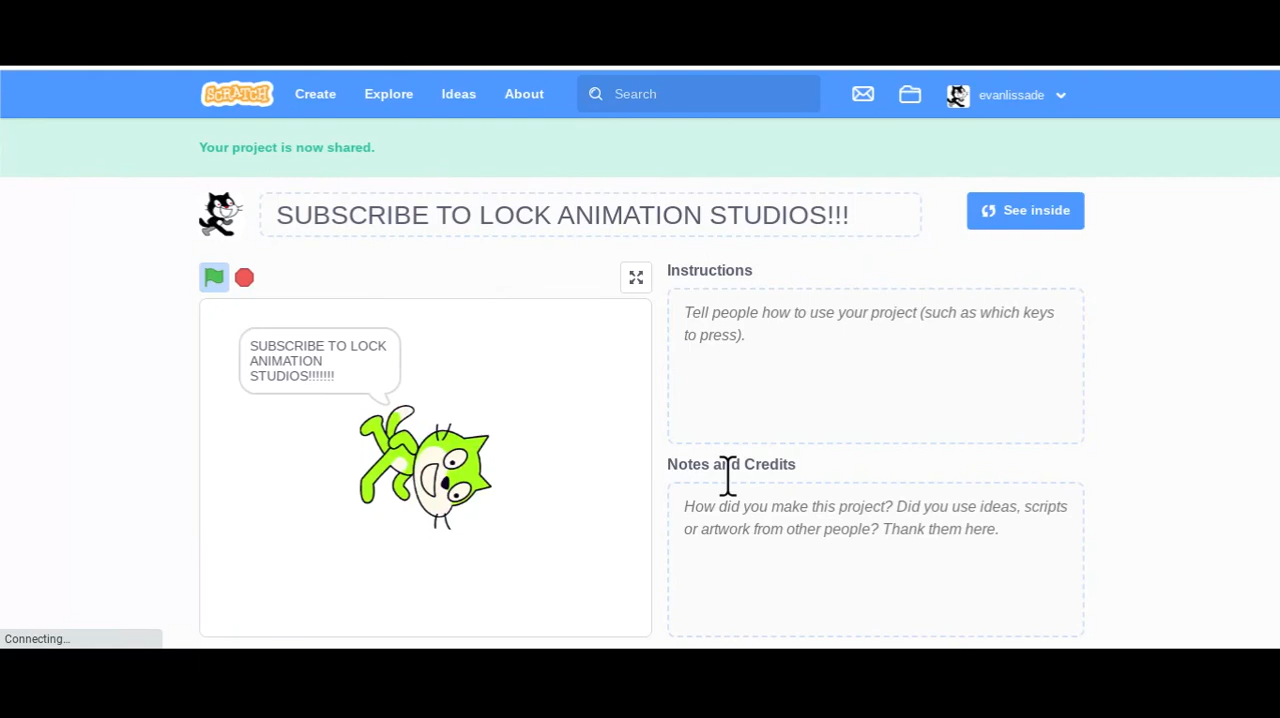 SCRATCH Create Explore Ideas About Search evanlissade
Your project is now shared.
SUBSCRIBE TO LOCK ANIMATION STUDIOS!!!
See inside
Instructions
Tell people how to use your project (such as which keys
to press).
SUBSCRIBE TO LOCK
ANIMATION
STUDIOS!!!!!!!
Notes and Credits
How did you make this project? Did you use ideas, scripts
or artwork from other people? Thank them here.
Connecting...